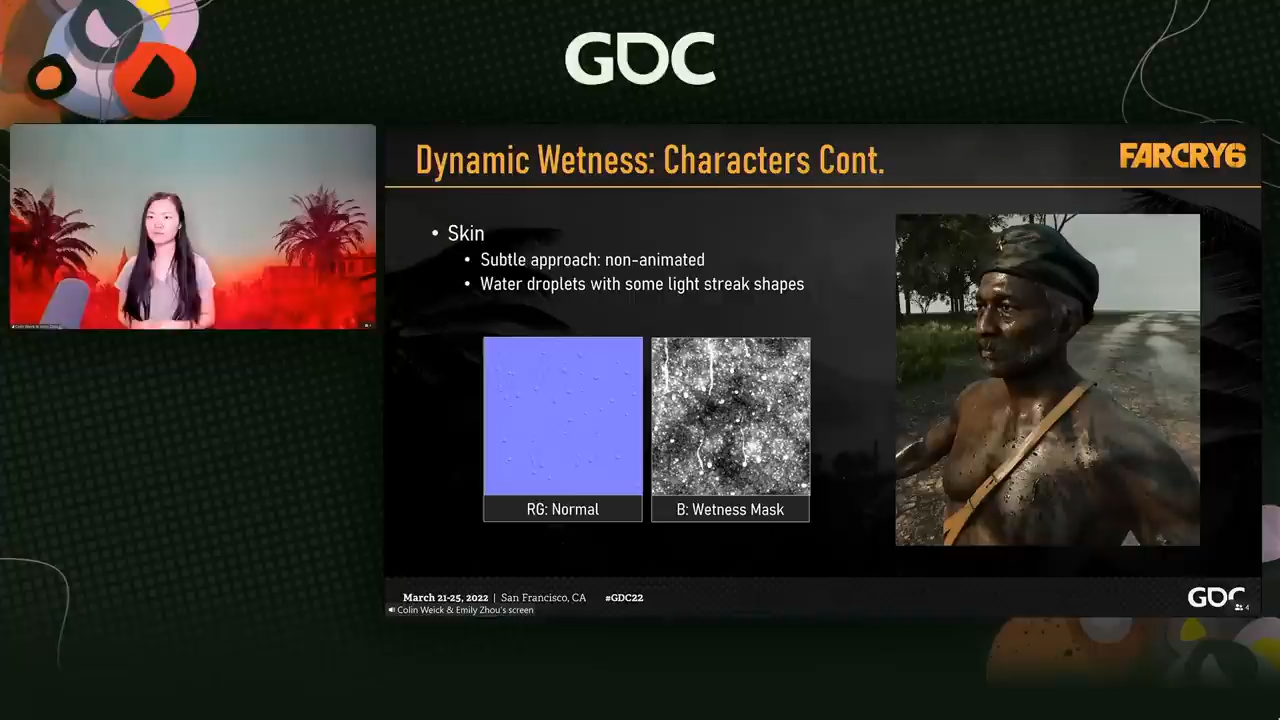 GDC
Dynamic Wetness: Characters Cont.
FARCRY6
• Skin
• Subtle approach: non-animated
• Water droplets with some light streak shapes
RG: Normal
B: Wetness Mask
March 21-25, 2022 | San Francisco, CA #GDC22
GDC
Colin Weick & Emily Zhou's screen
4